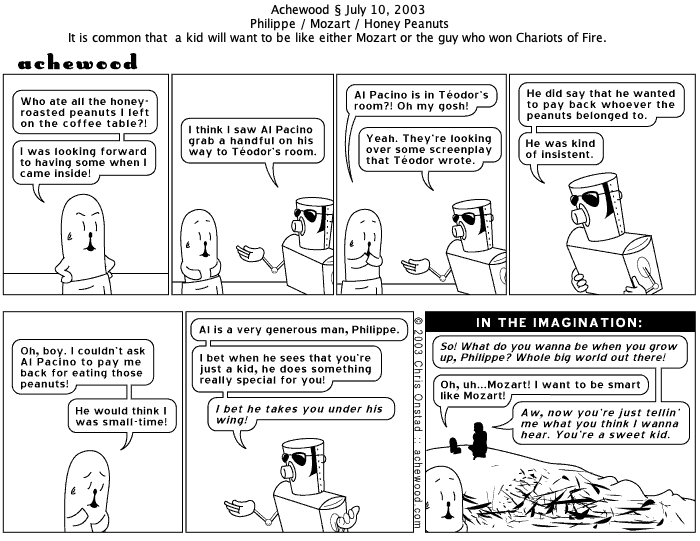 Achewood § July 10, 2003
Philippe / Mozart / Honey Peanuts
It is common that a kid will want to be like either Mozart or the guy who won Chariots of Fire.
achewood
Who ate all the honey-
roasted peanuts I left
on the coffee table?!
I was looking forward
to having some when I
came inside!
I think I saw Al Pacino
grab a handful on his
way to Téodor's room.
Al Pacino is in Téodor's
room?! Oh my gosh!
Yeah. They're looking
over some screenplay
that Téodor wrote.
He did say that he wanted
to pay back whoever the
peanuts belonged to.
He was kind
of insistent.
Oh, boy. I couldn't ask
Al Pacino to pay me
back for eating those
peanuts!
He would think I
was small-time!
Al is a very generous man, Philippe.
I bet when he sees that you're
just a kid, he does something
really special for you!
I bet he takes you under his
wing!
© 2003 Chris Onstad :: achewood.com
IN THE IMAGINATION:
So! What do you wanna be when you grow
up, Philippe? Whole big world out there!
Oh, uh...Mozart! I want to be smart
like Mozart!
Aw, now you're just tellin'
me what you think I wanna
hear. You're a sweet kid.